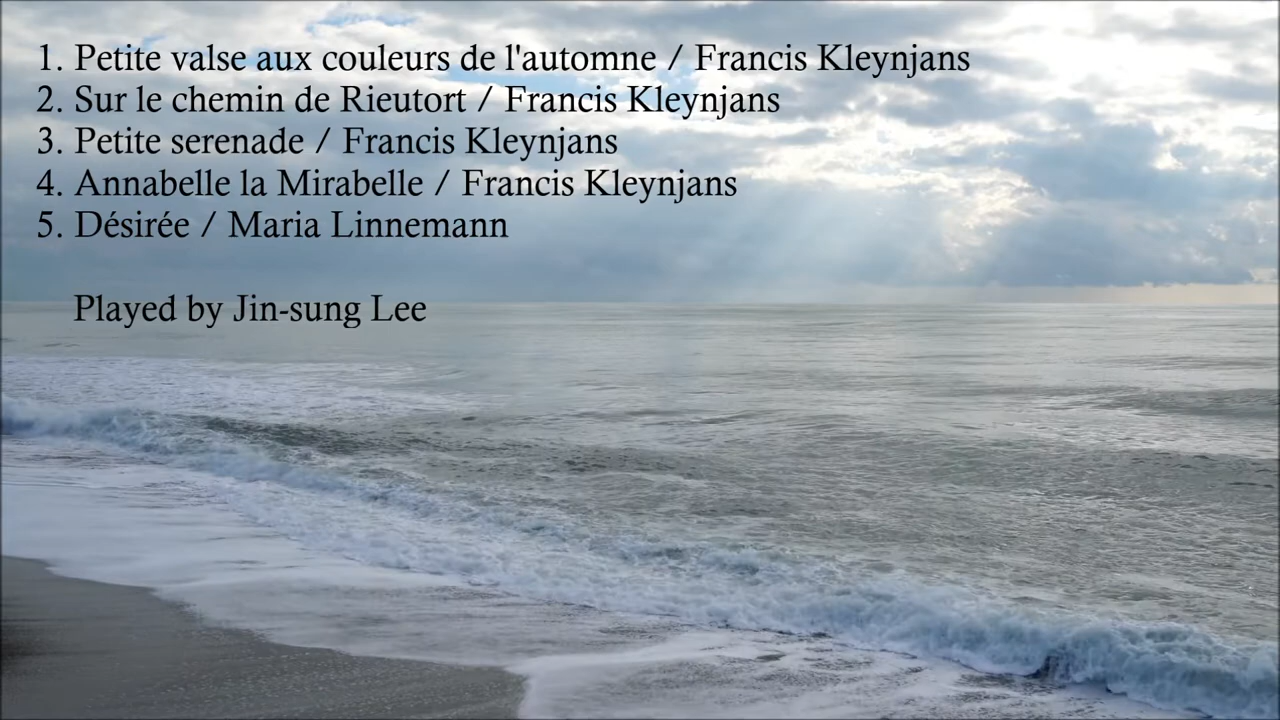 1. Petite valse aux couleurs de l'automne / Francis Kleynjans
2. Sur le chemin de Rieutort / Francis Kleynjans
3. Petite serenade / Francis Kleynjans
4. Annabelle la Mirabelle / Francis Kleynjans
5. Désirée / Maria Linnemann
Played by Jin-sung Lee